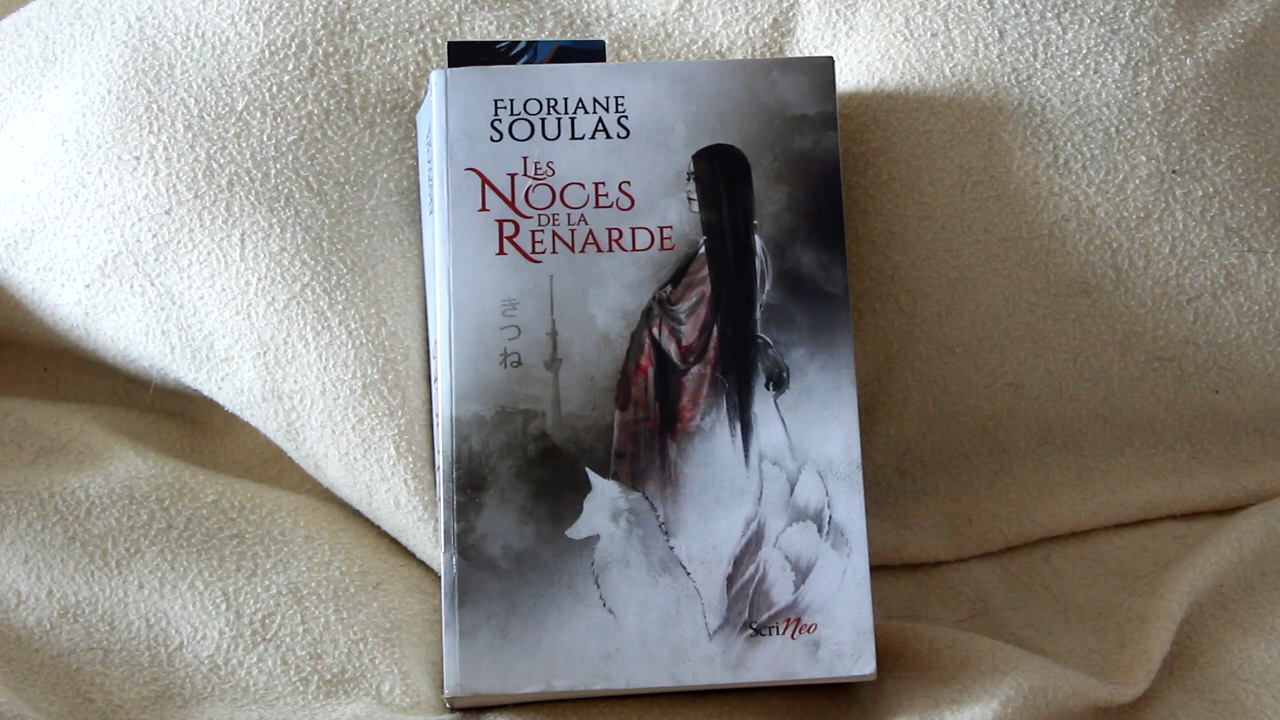 FLORIANE
SOULAS
LES
NOCES
DE LA
RENARDE
きつね
ScriNeo